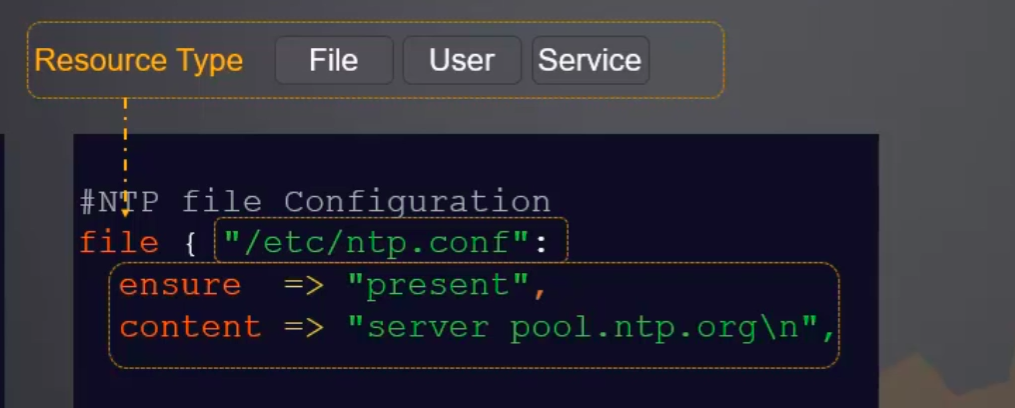 Resource Type File User Service
#NTP file Configuration
file { "/etc/ntp.conf":
ensure => "present",
content => "server pool.ntp.org\n",